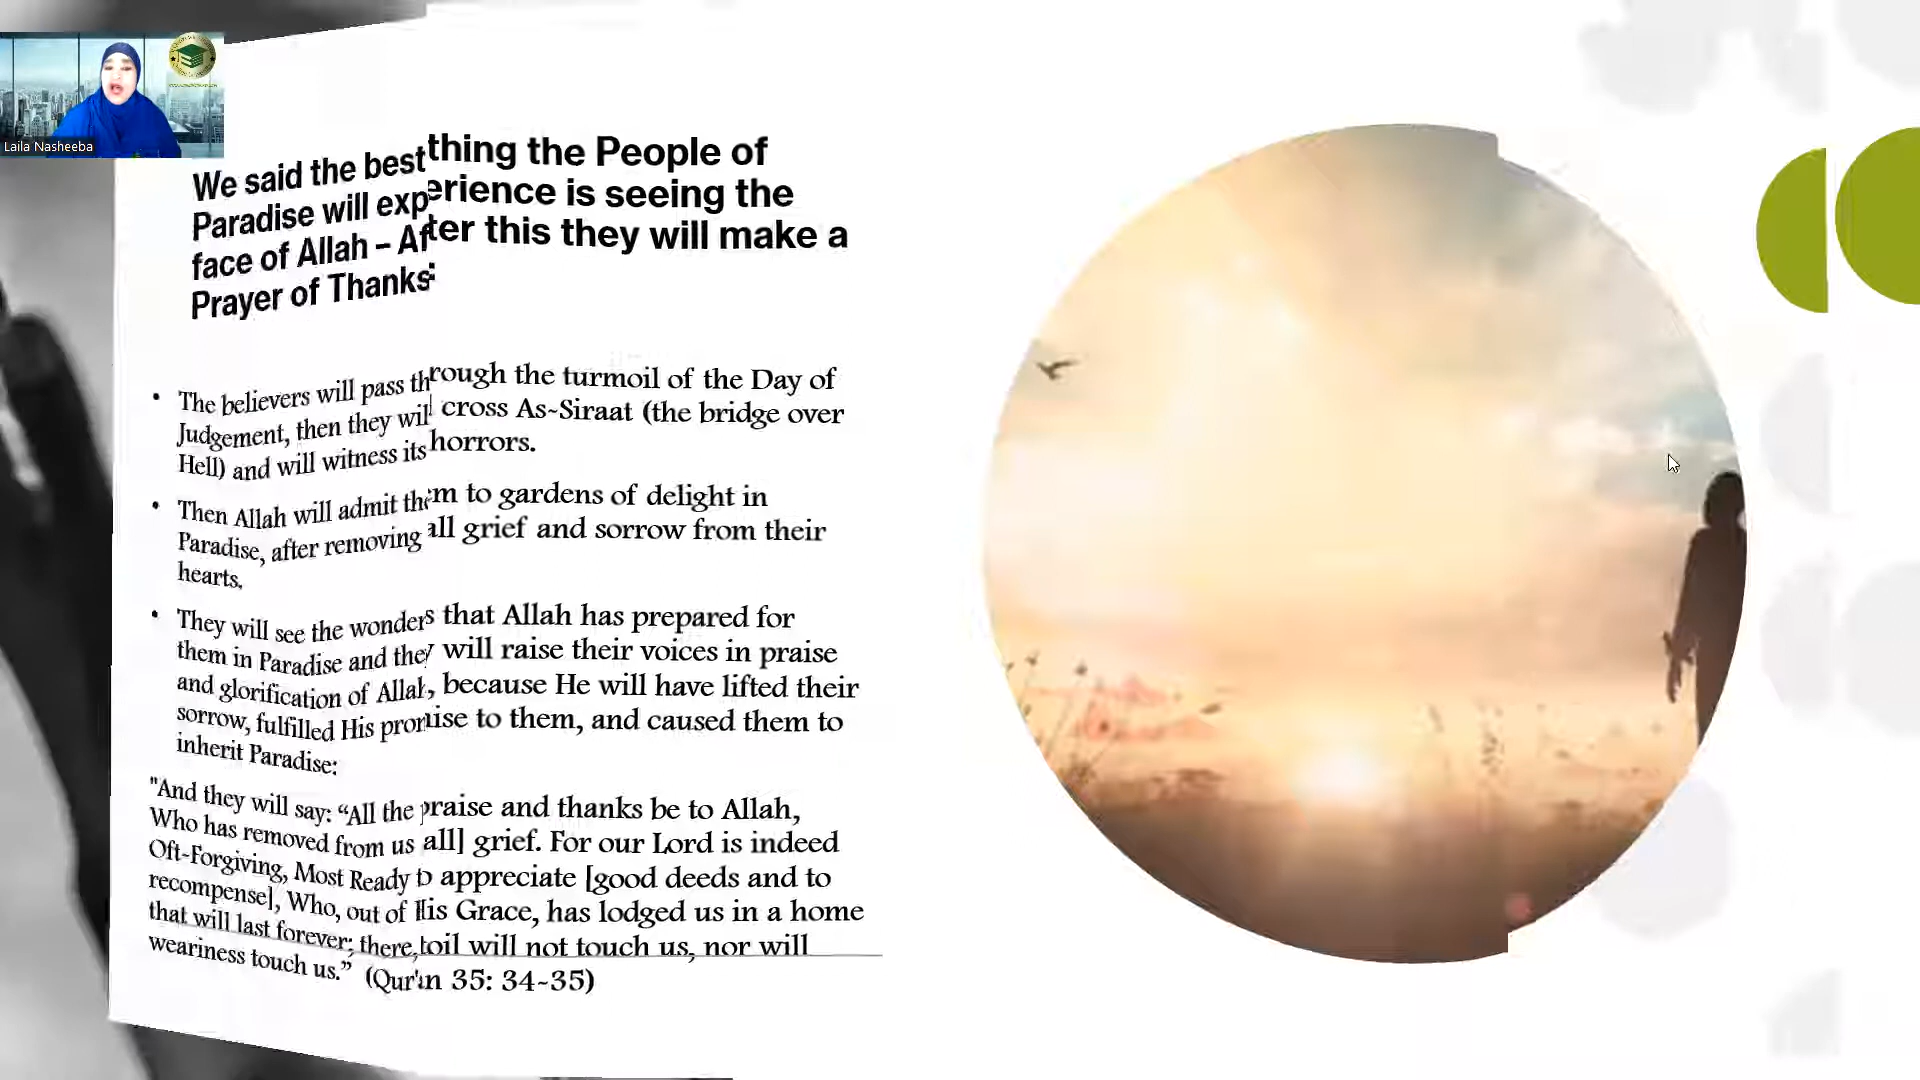 Laila Nasheeba
We said the best thing the People of
Paradise will experience is seeing the
face of Allah – After this they will make a
Prayer of Thanks:
• The believers will pass through the turmoil of the Day of
Judgement, then they will cross As-Siraat (the bridge over
Hell) and will witness its horrors.
• Then Allah will admit them to gardens of delight in
Paradise, after removing all grief and sorrow from their
hearts.
• They will see the wonders that Allah has prepared for
them in Paradise and they will raise their voices in praise
and glorification of Allah, because He will have lifted their
sorrow, fulfilled His promise to them, and caused them to
inherit Paradise:
"And they will say: “All the praise and thanks be to Allah,
Who has removed from us all] grief. For our Lord is indeed
Oft-Forgiving, Most Ready to appreciate [good deeds and to
recompense], Who, out of His Grace, has lodged us in a home
that will last forever; there, toil will not touch us, nor will
weariness touch us.” (Qur'an 35: 34-35)